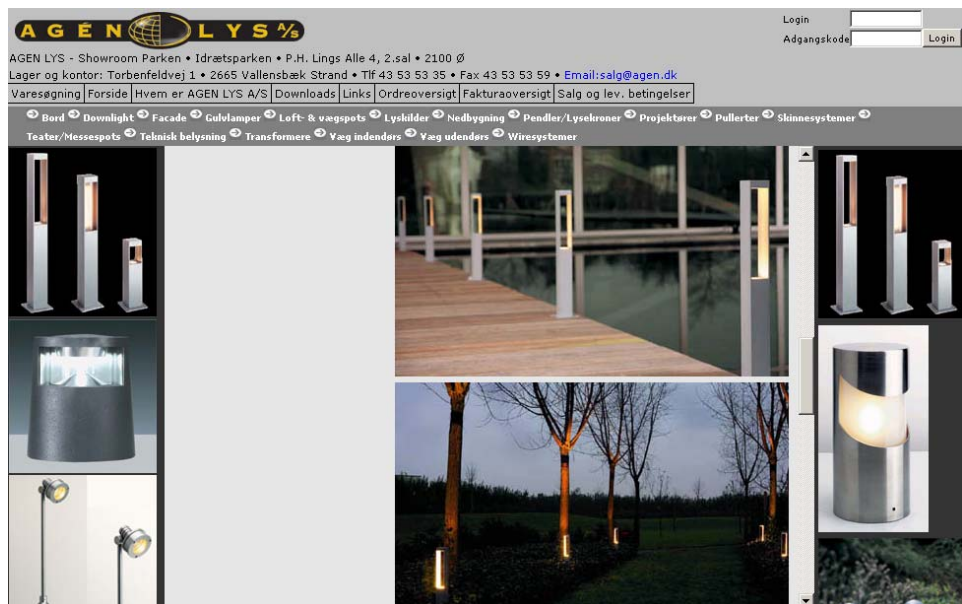 AGÉN LYS A/S
Login
Adgangskode Login
AGEN LYS - Showroom Parken • Idrætsparken • P.H. Lings Alle 4, 2.sal • 2100 Ø
Lager og kontor: Torbenfeldvej 1 • 2665 Vallensbæk Strand • Tlf 43 53 53 35 • Fax 43 53 53 59 • Email:salg@agen.dk
Varesøgning Forside Hvem er AGEN LYS A/S Downloads Links Ordreoversigt Fakturaoversigt Salg og lev. betingelser
Bord Downlight Facade Gulvlamper Loft- & vægspots Lyskilder Nedbygning Pendler/Lysekroner Projektører Pullerter Skinnesystemer
Teater/Messespots Teknisk belysning Transformere Væg indendørs Væg udendørs Wiresystemer